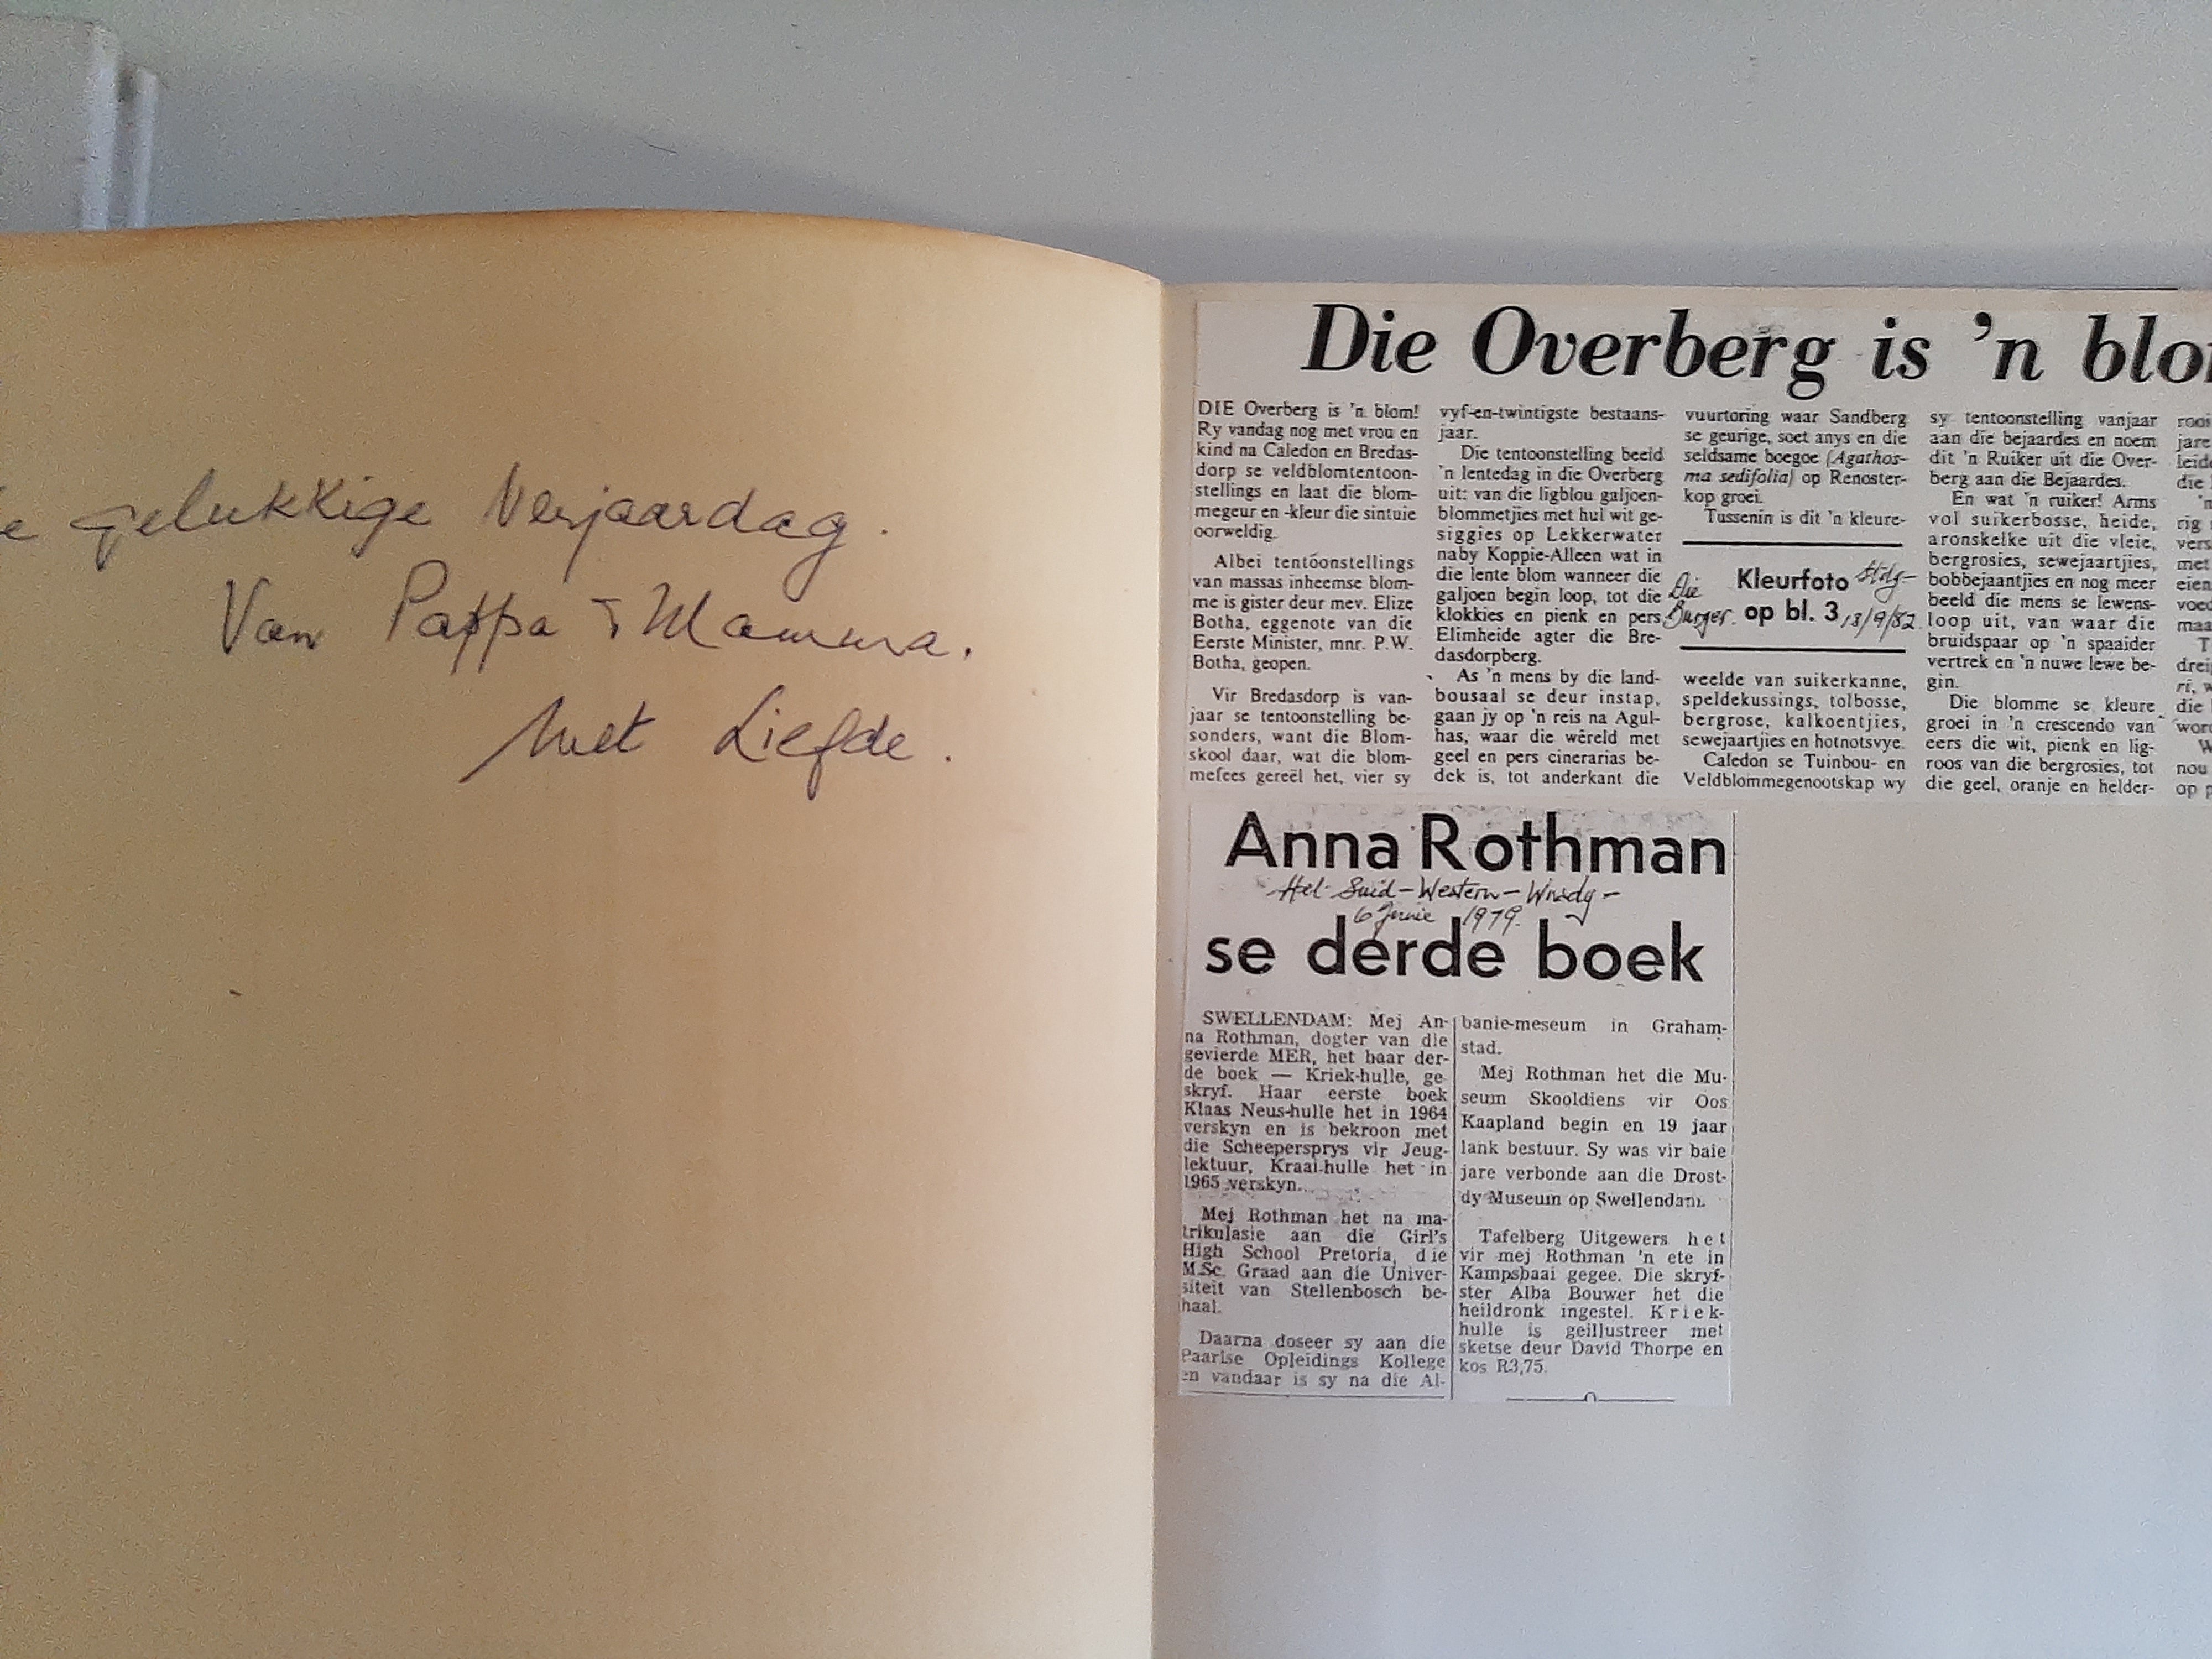 gelukkige Verjaardag.
Van Pappa & Mamma.
Met Liefde.
Die Overberg is 'n
DIE Overberg is 'n blom!
Ry vandag nog met vrou en
kind na Caledon en Bredas-
dorp se veldblomtentoon-
stellings en laat die blom-
megeur en -kleur die sintuie
oorweldig.
Albei tentoonstellings
van massas inheemse blom-
me is gister deur mev. Elize
Botha, eggenote van die
Eerste Minister, mnr. P.W.
Botha, geopen.
Vir Bredasdorp is van-
jaar se tentoonstelling be-
sonders, want die Blom-
skool daar, wat die blom-
mefees gereël het, vier sy
vyf-en-twintigste bestaans-
jaar.
Die tentoonstelling beeld
'n lentedag in die Overberg
uit: van die ligblou galjoen-
blommetjies met hul wit ge-
siggies op Lekkerwater
naby Koppie-Alleen wat in
die lente blom wanneer die
galjoen begin loop, tot die
klokkies en pienk en pers
Elimheide agter die Bre-
dasdorpberg.
As 'n mens by die land-
bousaal se deur instap,
gaan jy op 'n reis na Agul-
has, waar die wêreld met
geel en pers cinerarias be-
dek is, tot anderkant die
vuurtoring waar Sandberg
se geurige, soet anys en die
seldsame boegoe (Agathos-
ma sedifolia) op Renoster-
kop groei.
Tussenin is dit 'n kleure-
Kleurfoto
op bl. 3
Die
Burger.
13/9/82
weelde van suikerkanne,
speldekussings, tolbosse,
bergrose, kalkoentjies,
sewejaartjies en hotnotsvye.
Caledon se Tuinbou- en
Veldblommegenootskap wy
sy tentoonstelling vanjaar
aan die bejaardes en noem
dit 'n Ruiker uit die Over-
berg aan die Bejaardes.
En wat 'n ruiker! Arms
vol suikerbosse, heide,
aronskelke uit die vleie,
bergrosies, sewejaartjies,
bobbejaantjies en nog meer
beeld die mens se lewens-
loop uit, van waar die
bruidspaar op 'n spaaider
vertrek en 'n nuwe lewe be-
gin.
Die blomme se kleure
groei in 'n crescendo van
eers die wit, pienk en lig-
roos van die bergrosies, tot
die geel, oranje en helder-
Anna Rothman
Hel-Suid-Western-
6 Junie 1979.
se derde boek
SWELLENDAM: Mej An-
na Rothman, dogter van die
gevierde MER, het haar der-
de boek — Kriek-hulle, ge-
skryf. Haar eerste boek
Klaas Neus-hulle het in 1964
verskyn en is bekroon met
die Scheepersprys vir Jeug-
lektuur, Kraai-hulle het in
1965 verskyn.
Mej Rothman het na ma-
trikulasie aan die Girl's
High School Pretoria, die
M.Sc. Graad aan die Univer-
siteit van Stellenbosch be-
haal.
Daarna doseer sy aan die
Paarlse Opleidings Kollege
en vandaar is sy na die Al-
banie-meseum in Graham-
stad.
Mej Rothman het die Mu-
seum Skooldiens vir Oos
Kaapland begin en 19 jaar
lank bestuur. Sy was vir baie
jare verbonde aan die Drost-
dy Museum op Swellendam.
Tafelberg Uitgewers het
vir mej Rothman 'n ete in
Kampsbaai gegee. Die skryf-
ster Alba Bouwer het die
heildronk ingestel. Kriek-
hulle is geillustreer met
sketse deur David Thorpe en
kos R3,75.